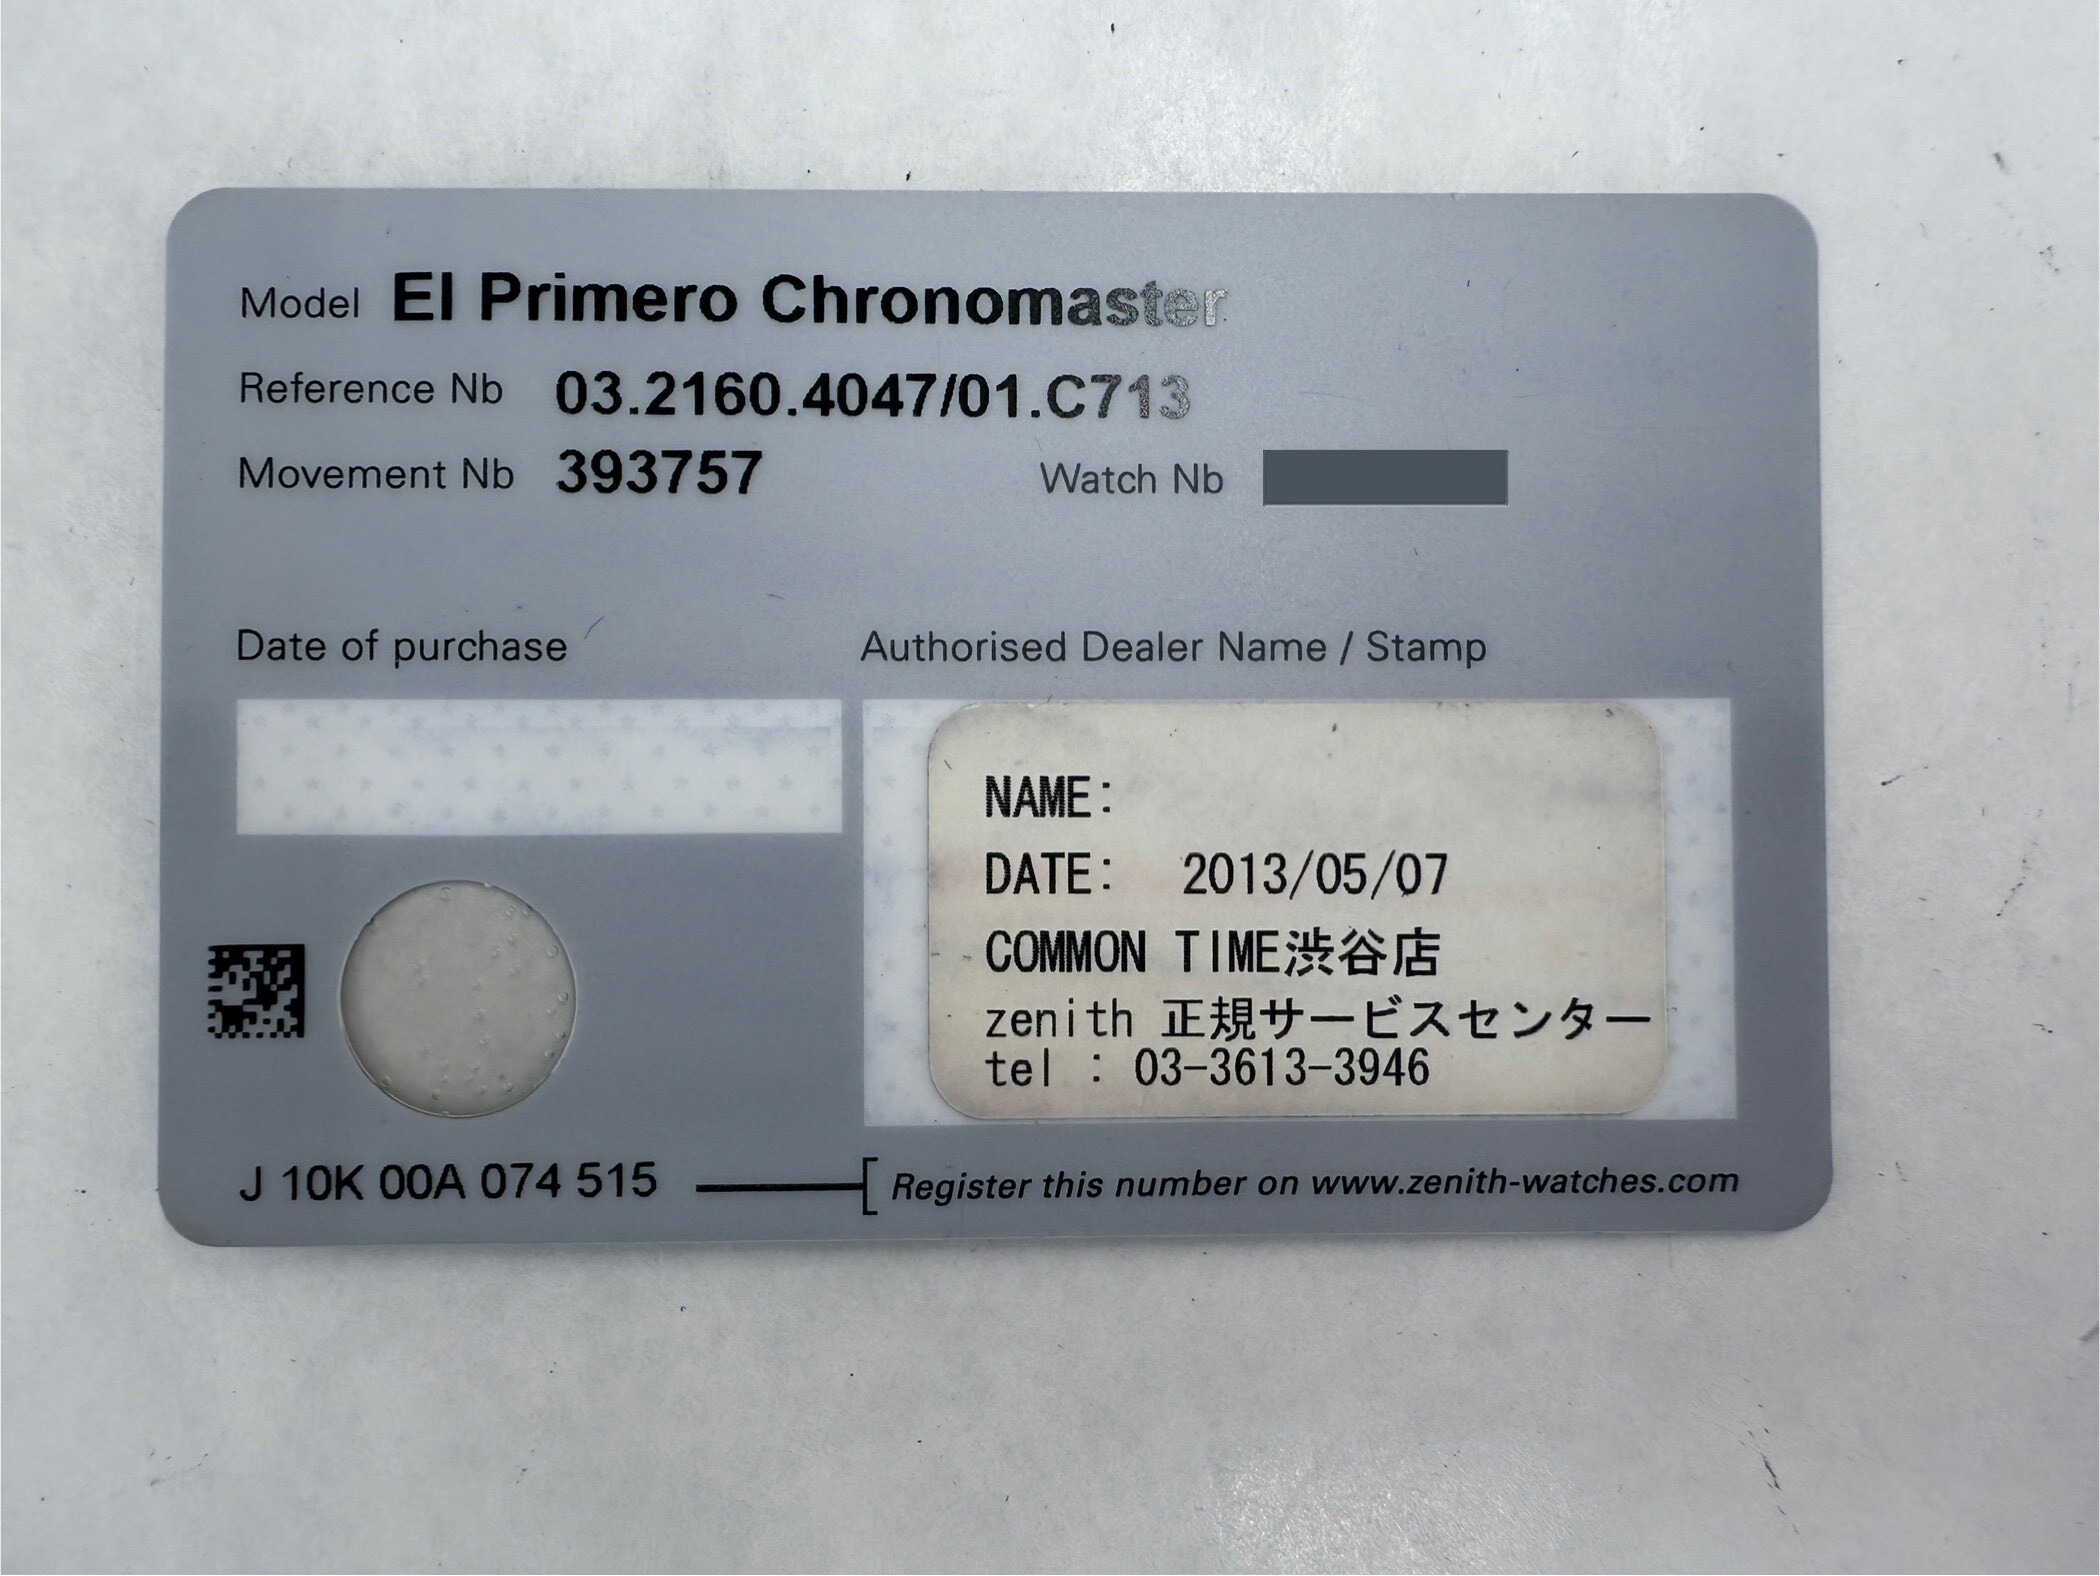 Model El Primero Chronomaster
Reference Nb 03.2160.4047/01.C713
Movement Nb 393757 Watch Nb
Date of purchase Authorised Dealer Name / Stamp
NAME:
DATE: 2013/05/07
COMMON TIME渋谷店
zenith 正規サービスセンター
tel : 03-3613-3946
J 10K 00A 074 515 Register this number on www.zenith-watches.com